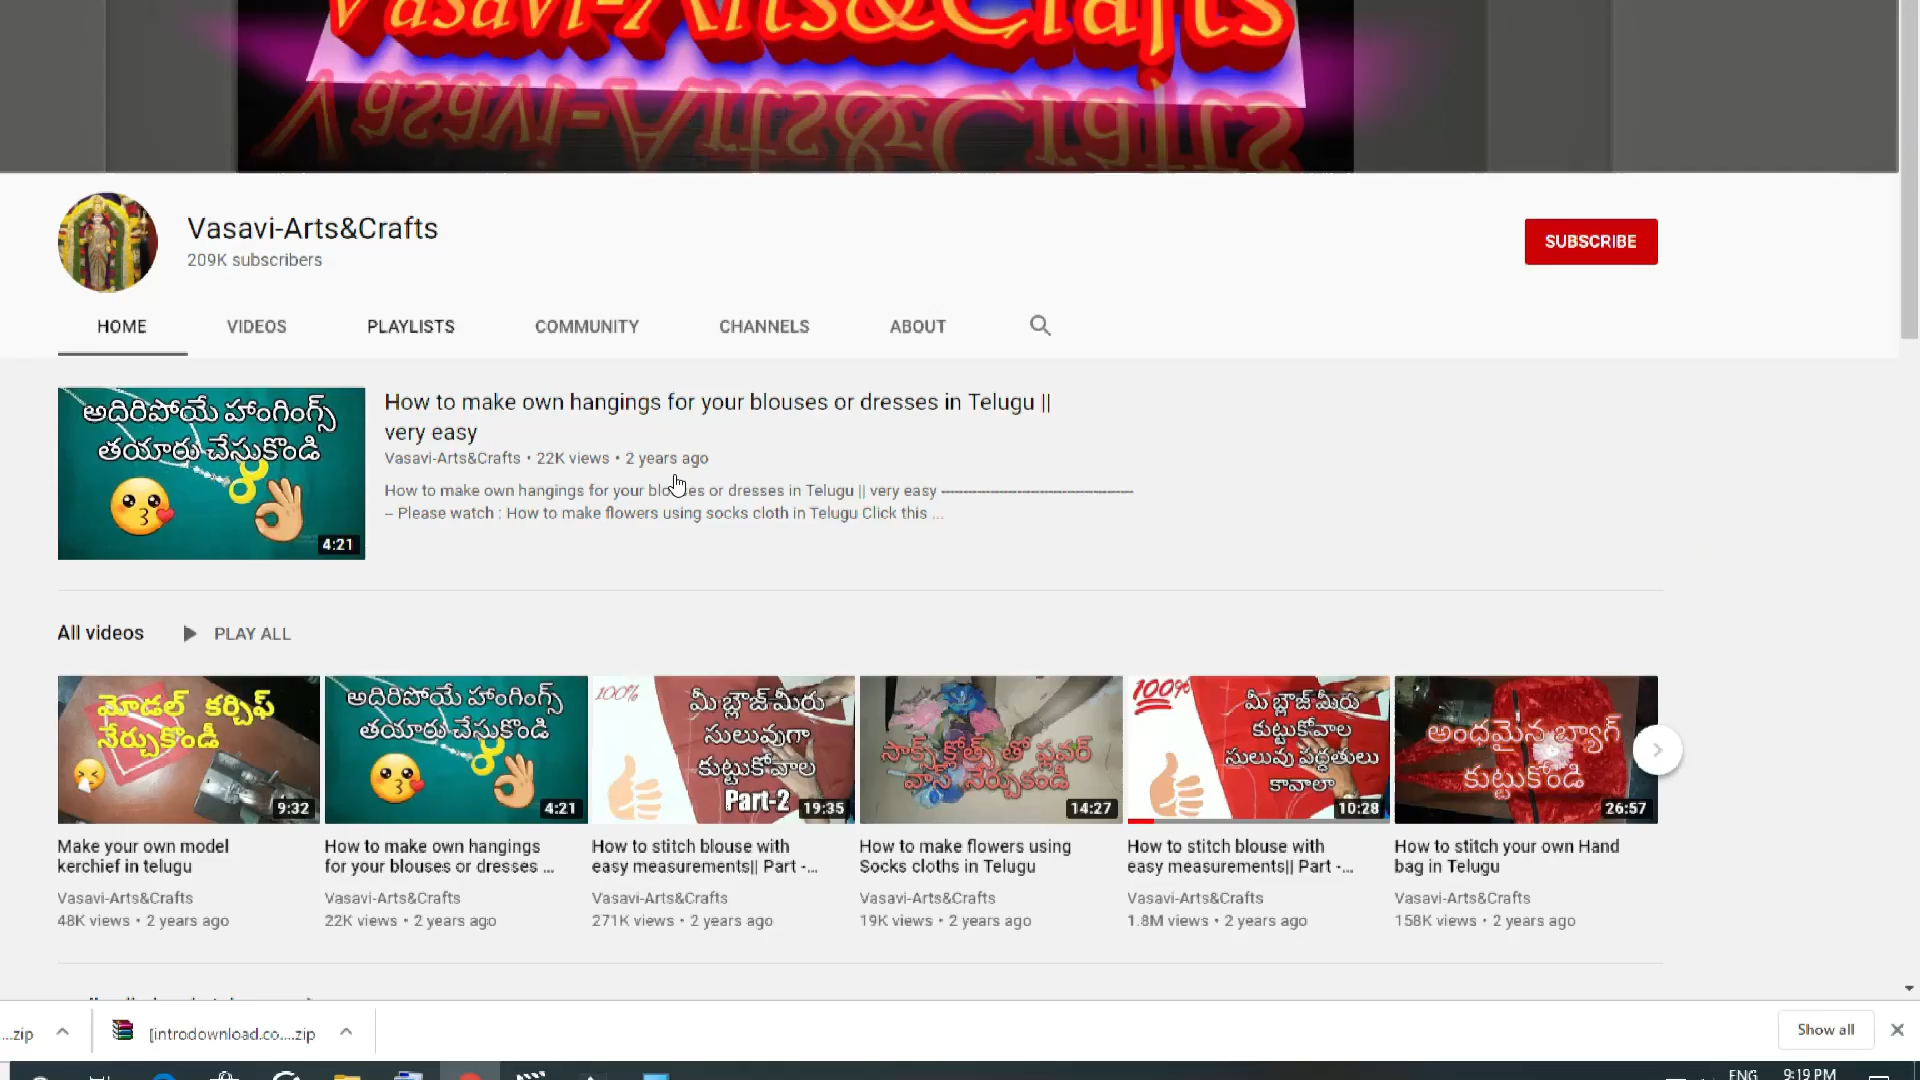 Vasavi-Arts&Crafts
Vasavi-Arts&Crafts
Vasavi-Arts&Crafts
209K subscribers
SUBSCRIBE
HOME VIDEOS PLAYLISTS COMMUNITY CHANNELS ABOUT
అదిరిపోయే హాంగింగ్స్
తయారు చేసుకొండి
4:21
How to make own hangings for your blouses or dresses in Telugu ||
very easy
Vasavi-Arts&Crafts • 22K views • 2 years ago
How to make own hangings for your blouses or dresses in Telugu || very easy ----------------------------------------
-- Please watch : How to make flowers using socks cloth in Telugu Click this ...
All videos PLAY ALL
మోడల్ కర్చిఫ్
నేర్చుకొండి
9:32
అదిరిపోయే హాంగింగ్స్
తయారు చేసుకొండి
4:21
100%
మీ బ్లౌజ్ మీరు
సులువుగా
కుట్టుకోవాల
Part-2
19:35
సాక్స్ క్లోత్స్ తో ఫ్లవర్
వాస్ నేర్చుకండి
14:27
100%
మీ బ్లౌజ్ మీరు
కుట్టుకోవాల
సులువు పద్ధతులు
కావాలా
10:28
అందమైన బ్యాగ్
కుట్టుకోండి
26:57
Make your own model
kerchief in telugu
Vasavi-Arts&Crafts
48K views • 2 years ago
How to make own hangings
for your blouses or dresses ...
Vasavi-Arts&Crafts
22K views • 2 years ago
How to stitch blouse with
easy measurements|| Part -...
Vasavi-Arts&Crafts
271K views • 2 years ago
How to make flowers using
Socks cloths in Telugu
Vasavi-Arts&Crafts
19K views • 2 years ago
How to stitch blouse with
easy measurements|| Part -...
Vasavi-Arts&Crafts
1.8M views • 2 years ago
How to stitch your own Hand
bag in Telugu
Vasavi-Arts&Crafts
158K views • 2 years ago
...zip
[introdownload.co....zip
Show all
ENG 9:19 PM